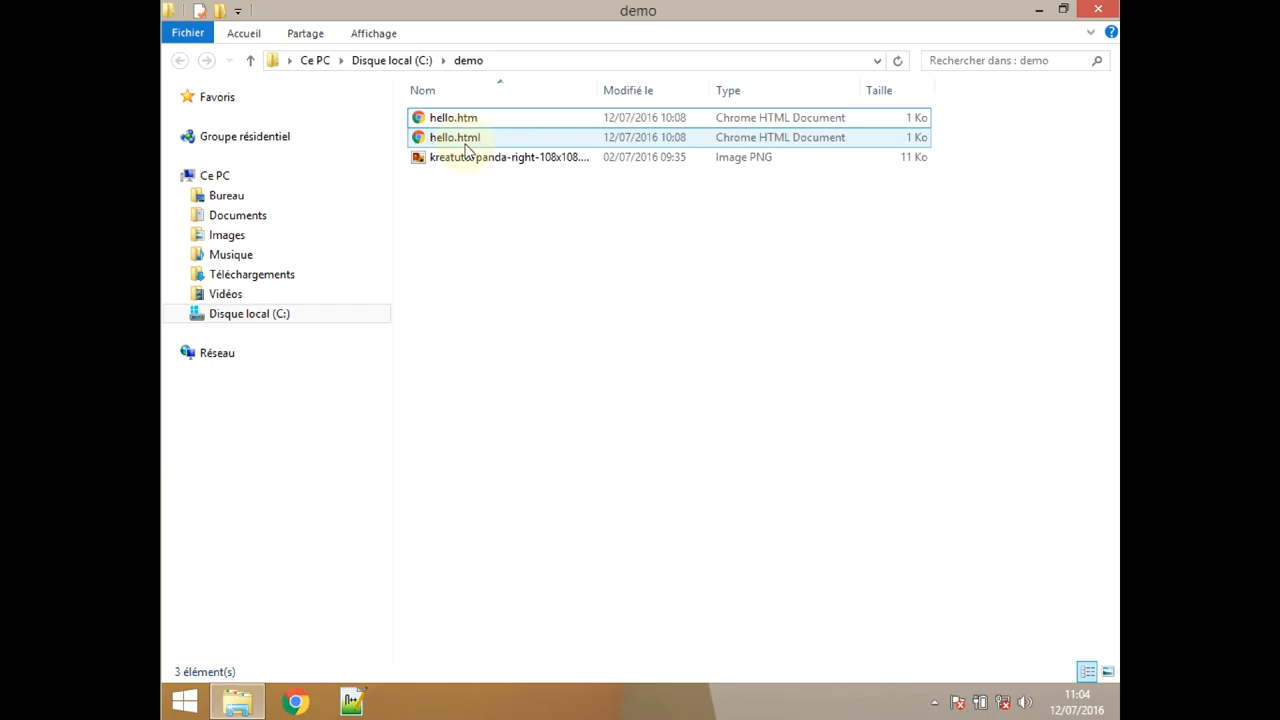 demo
Fichier Accueil Partage Affichage
Ce PC Disque local (C:) demo Rechercher dans : demo
Nom Modifié le Type Taille
Favoris
Groupe résidentiel
Ce PC
Bureau
Documents
Images
Musique
Téléchargements
Vidéos
Disque local (C:)
Réseau
hello.htm 12/07/2016 10:08 Chrome HTML Document 1 Ko
hello.html 12/07/2016 10:08 Chrome HTML Document 1 Ko
panda-right-108x108.... 02/07/2016 09:35 Image PNG 11 Ko
3 élément(s)
11:04
12/07/2016